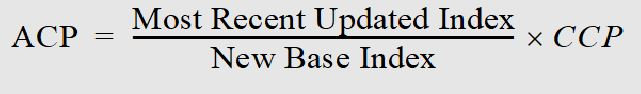 ACP = Most Recent Updated Index / New Base Index × CCP